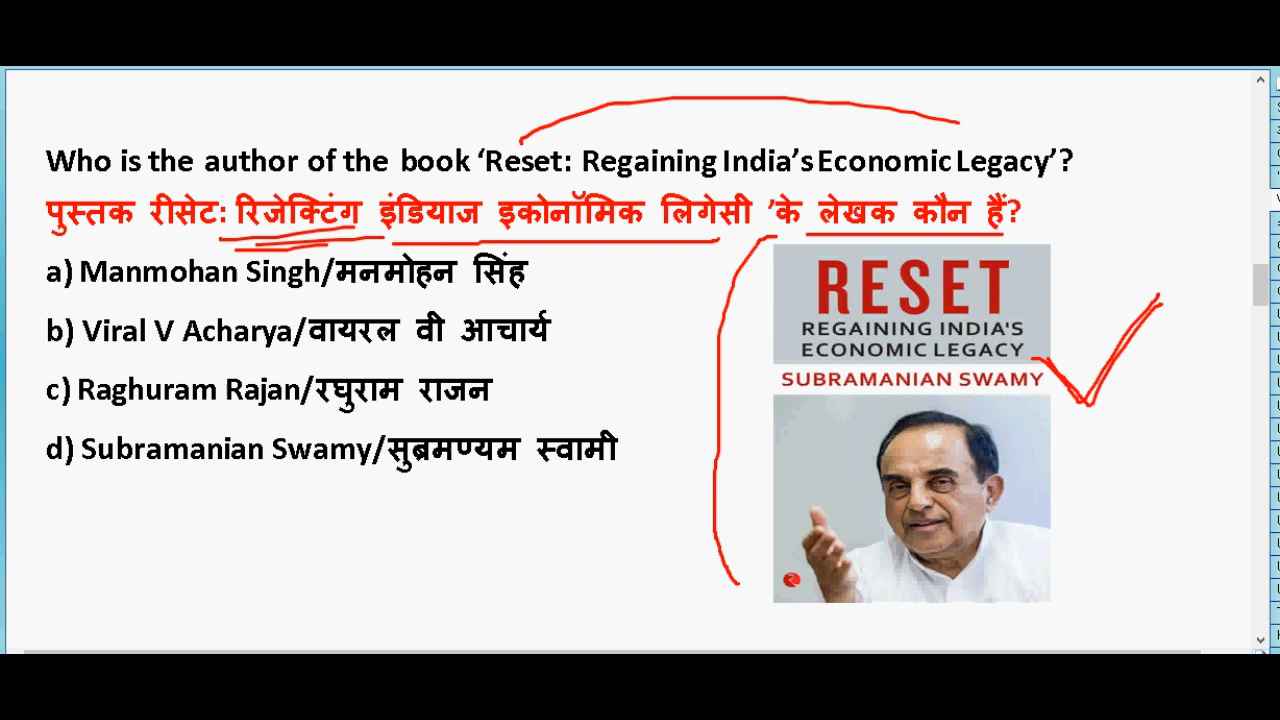 Who is the author of the book ‘Reset: Regaining India’s Economic Legacy’?
पुस्तक रीसेट: रिजेक्टिंग इंडियाज इकोनॉमिक लिगेसी ’के लेखक कौन हैं?
a) Manmohan Singh/मनमोहन सिंह
b) Viral V Acharya/वायरल वी आचार्य
c) Raghuram Rajan/रघुराम राजन
d) Subramanian Swamy/सुब्रमण्यम स्वामी
RESET
REGAINING INDIA'S
ECONOMIC LEGACY
SUBRAMANIAN SWAMY